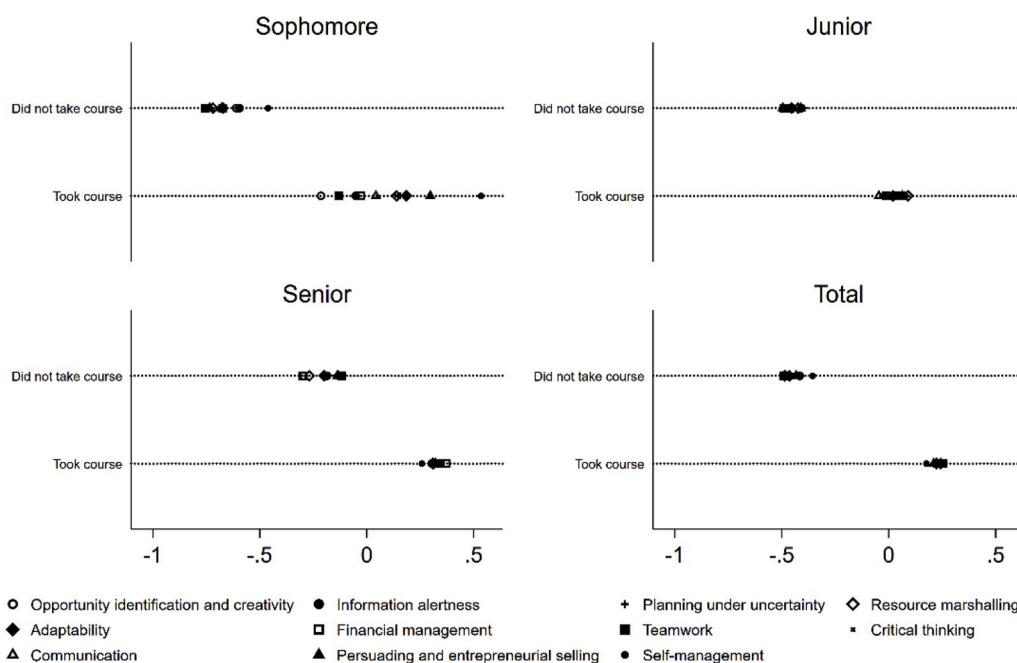 Sophomore
Junior
Did not take course
Did not take course
Took course
Took course
Senior
Total
Did not take course
Did not take course
Took course
Took course
-1 -.5 0 .5
-1 -.5 0 .5
Opportunity identification and creativity Information alertness Planning under uncertainty Resource marshalling
Adaptability Financial management Teamwork Critical thinking
Communication Persuading and entrepreneurial selling Self-management